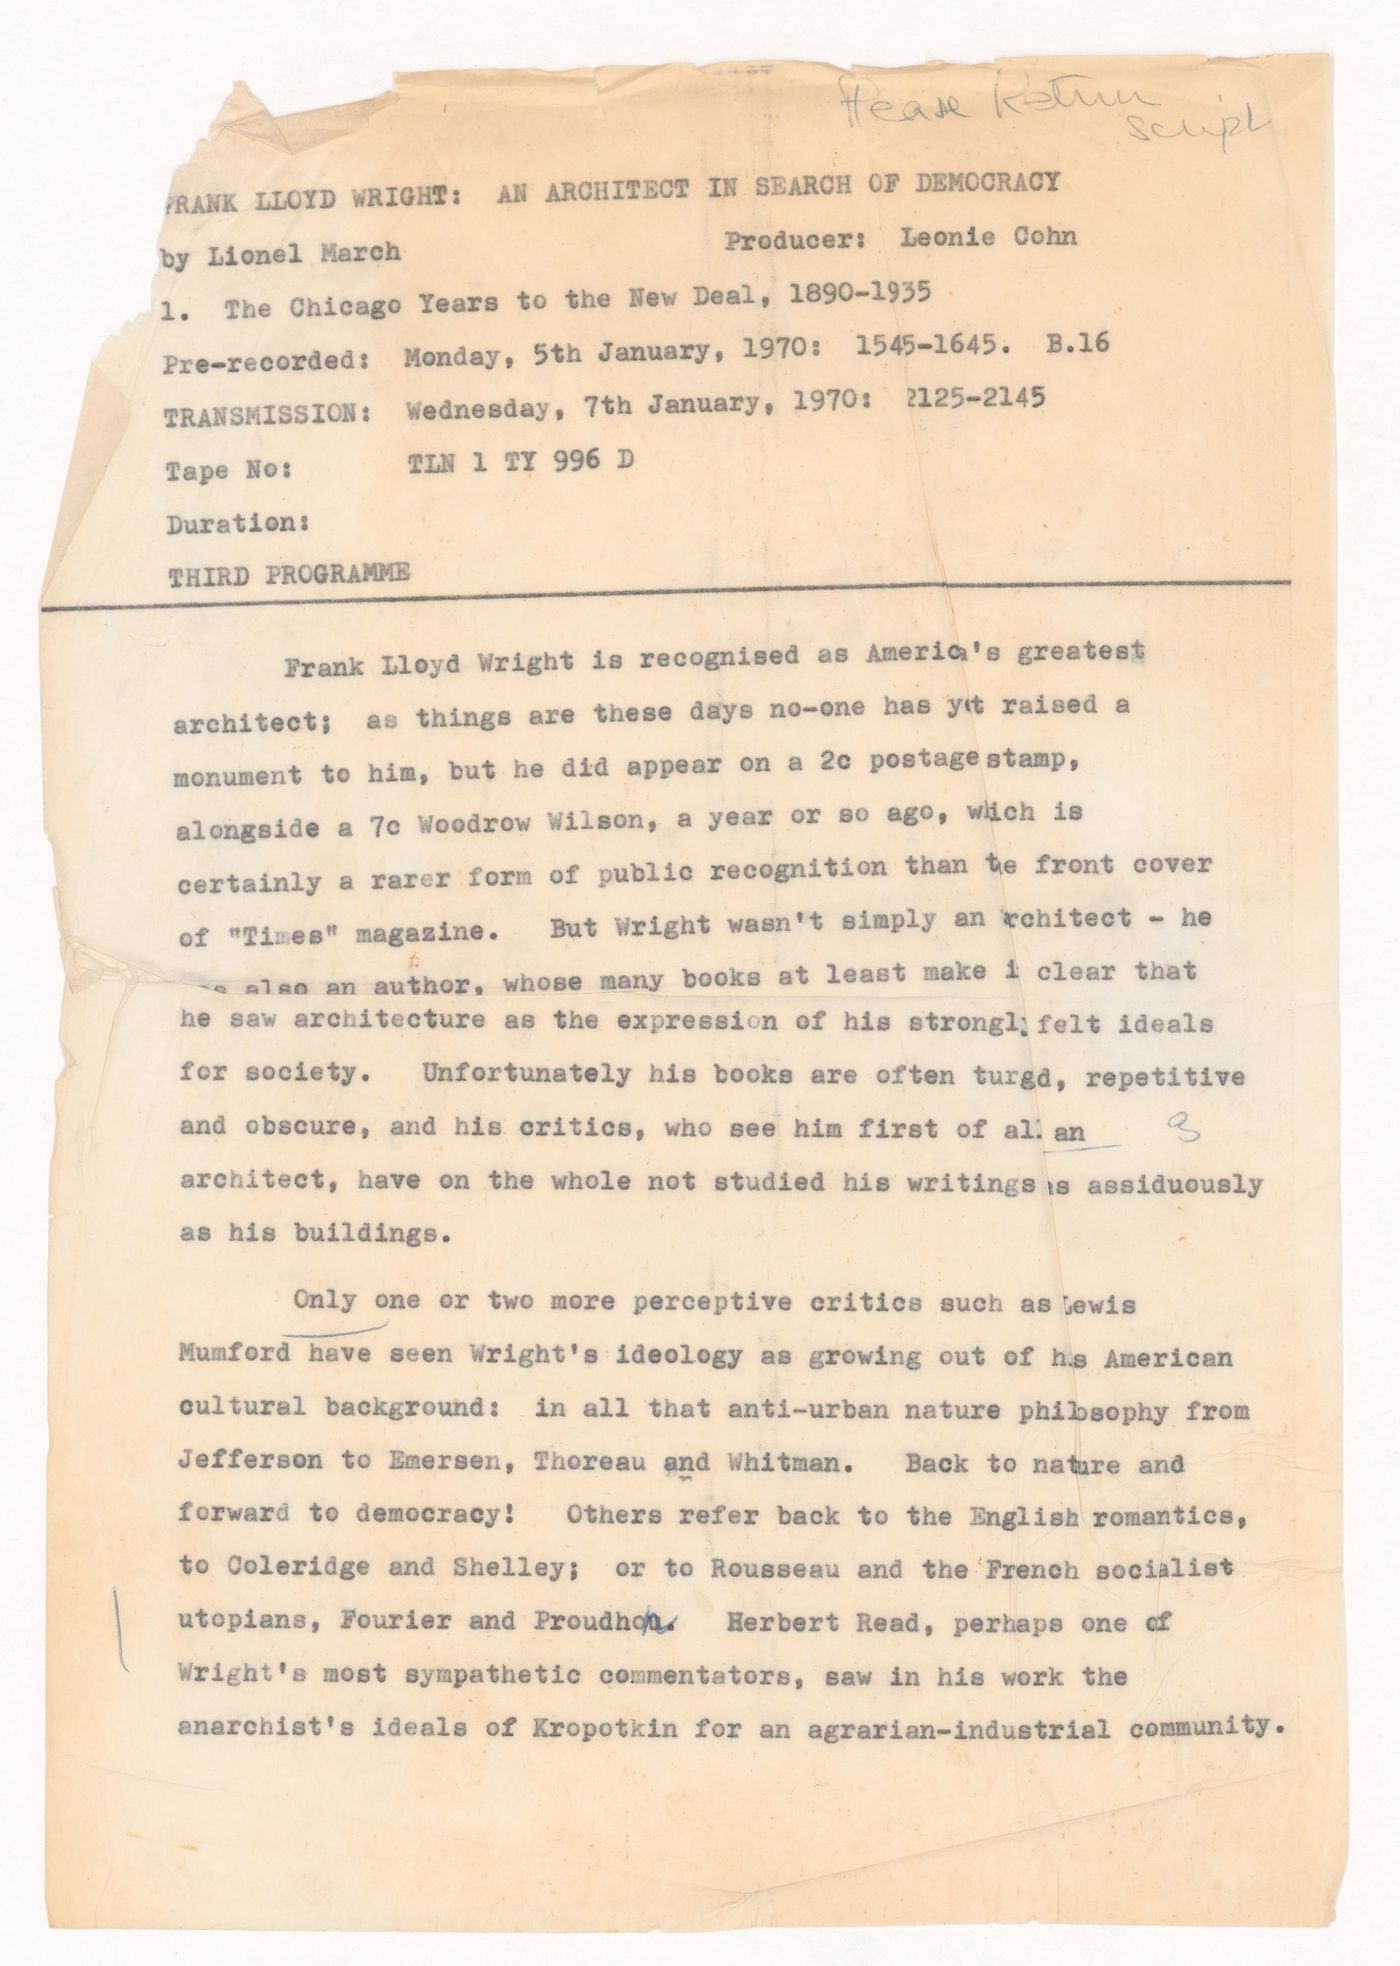 Please Return
Script
FRANK LLOYD WRIGHT: AN ARCHITECT IN SEARCH OF DEMOCRACY
by Lionel March Producer: Leonie Cohn
1. The Chicago Years to the New Deal, 1890-1935
Pre-recorded: Monday, 5th January, 1970: 1545-1645. B.16
TRANSMISSION: Wednesday, 7th January, 1970: 2125-2145
Tape No: TLN 1 TY 996 D
Duration:
THIRD PROGRAMME
Frank Lloyd Wright is recognised as America's greatest
architect; as things are these days no-one has yet raised a
monument to him, but he did appear on a 2c postage stamp,
alongside a 7c Woodrow Wilson, a year or so ago, which is
certainly a rarer form of public recognition than the front cover
of "Times" magazine. But Wright wasn't simply an architect - he
was also an author, whose many books at least make it clear that
he saw architecture as the expression of his strongly felt ideals
for society. Unfortunately his books are often turgid, repetitive
and obscure, and his critics, who see him first of all an
architect, have on the whole not studied his writings as assiduously
as his buildings.
Only one or two more perceptive critics such as Lewis
Mumford have seen Wright's ideology as growing out of his American
cultural background: in all that anti-urban nature philosophy from
Jefferson to Emersen, Thoreau and Whitman. Back to nature and
forward to democracy! Others refer back to the English romantics,
to Coleridge and Shelley; or to Rousseau and the French socialist
utopians, Fourier and Proudhon. Herbert Read, perhaps one of
Wright's most sympathetic commentators, saw in his work the
anarchist's ideals of Kropotkin for an agrarian-industrial community.